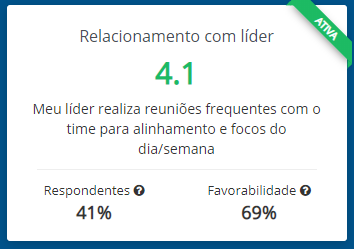 ATIVA
Relacionamento com líder
4.1
Meu líder realiza reuniões frequentes com o
time para alinhamento e focos do
dia/semana
Respondentes ? Favorabilidade ?
41% 69%